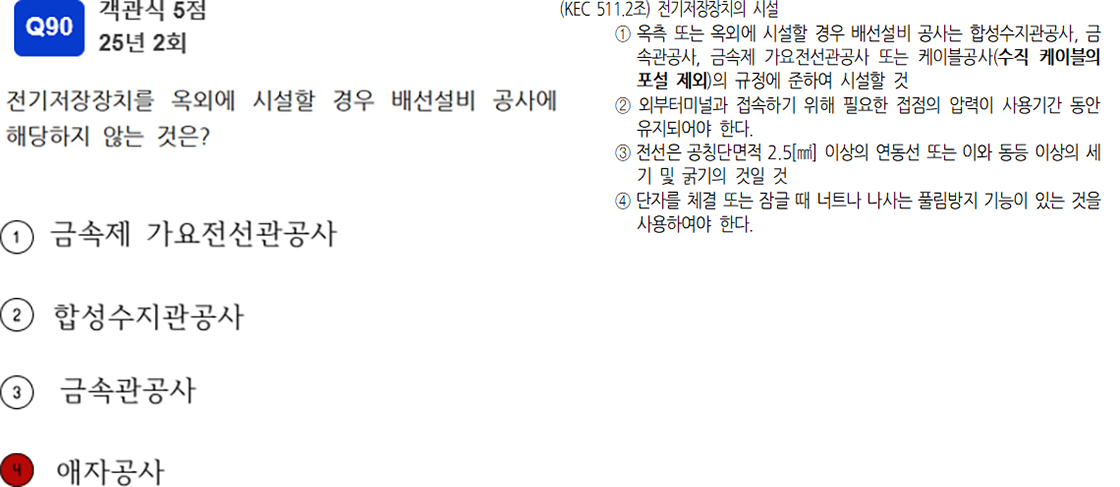 Q90
객관식 5점
25년 2회
전기저장장치를 옥외에 시설할 경우 배선설비 공사에
해당하지 않는 것은?
① 금속제 가요전선관공사
② 합성수지관공사
③ 금속관공사
4 애자공사
(KEC 511.2조) 전기저장장치의 시설
① 옥측 또는 옥외에 시설할 경우 배선설비 공사는 합성수지관공사, 금
속관공사, 금속제 가요전선관공사 또는 케이블공사(수직 케이블의
포설 제외)의 규정에 준하여 시설할 것
② 외부터미널과 접속하기 위해 필요한 접점의 압력이 사용기간 동안
유지되어야 한다.
③ 전선은 공칭단면적 2.5[㎟] 이상의 연동선 또는 이와 동등 이상의 세
기 및 굵기의 것일 것
④ 단자를 체결 또는 잠글 때 너트나 나사는 풀림방지 기능이 있는 것을
사용하여야 한다.